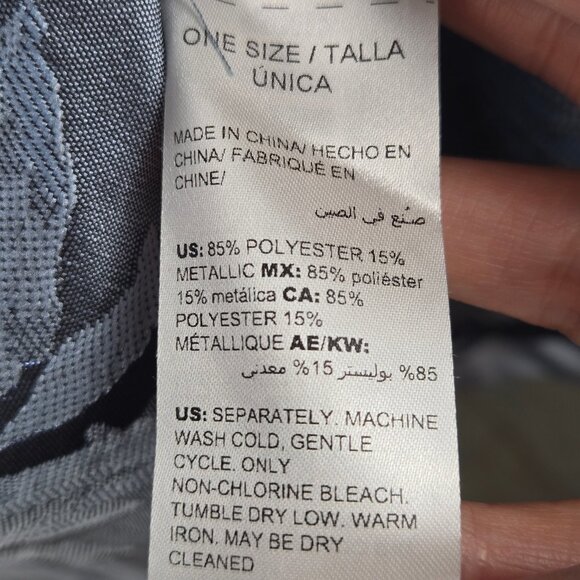 ONE SIZE / TALLA
ÚNICA
MADE IN CHINA/ HECHO EN
CHINA/ FABRIQUÉ EN
CHINE/
صُنع في الصين
US: 85% POLYESTER 15%
METALLIC MX: 85% poliéster
15% metálica CA: 85%
POLYESTER 15%
MÉTALLIQUE AE/KW:
85% بوليستر 15% معدني
US: SEPARATELY. MACHINE
WASH COLD, GENTLE
CYCLE. ONLY
NON-CHLORINE BLEACH.
TUMBLE DRY LOW. WARM
IRON. MAY BE DRY
CLEANED